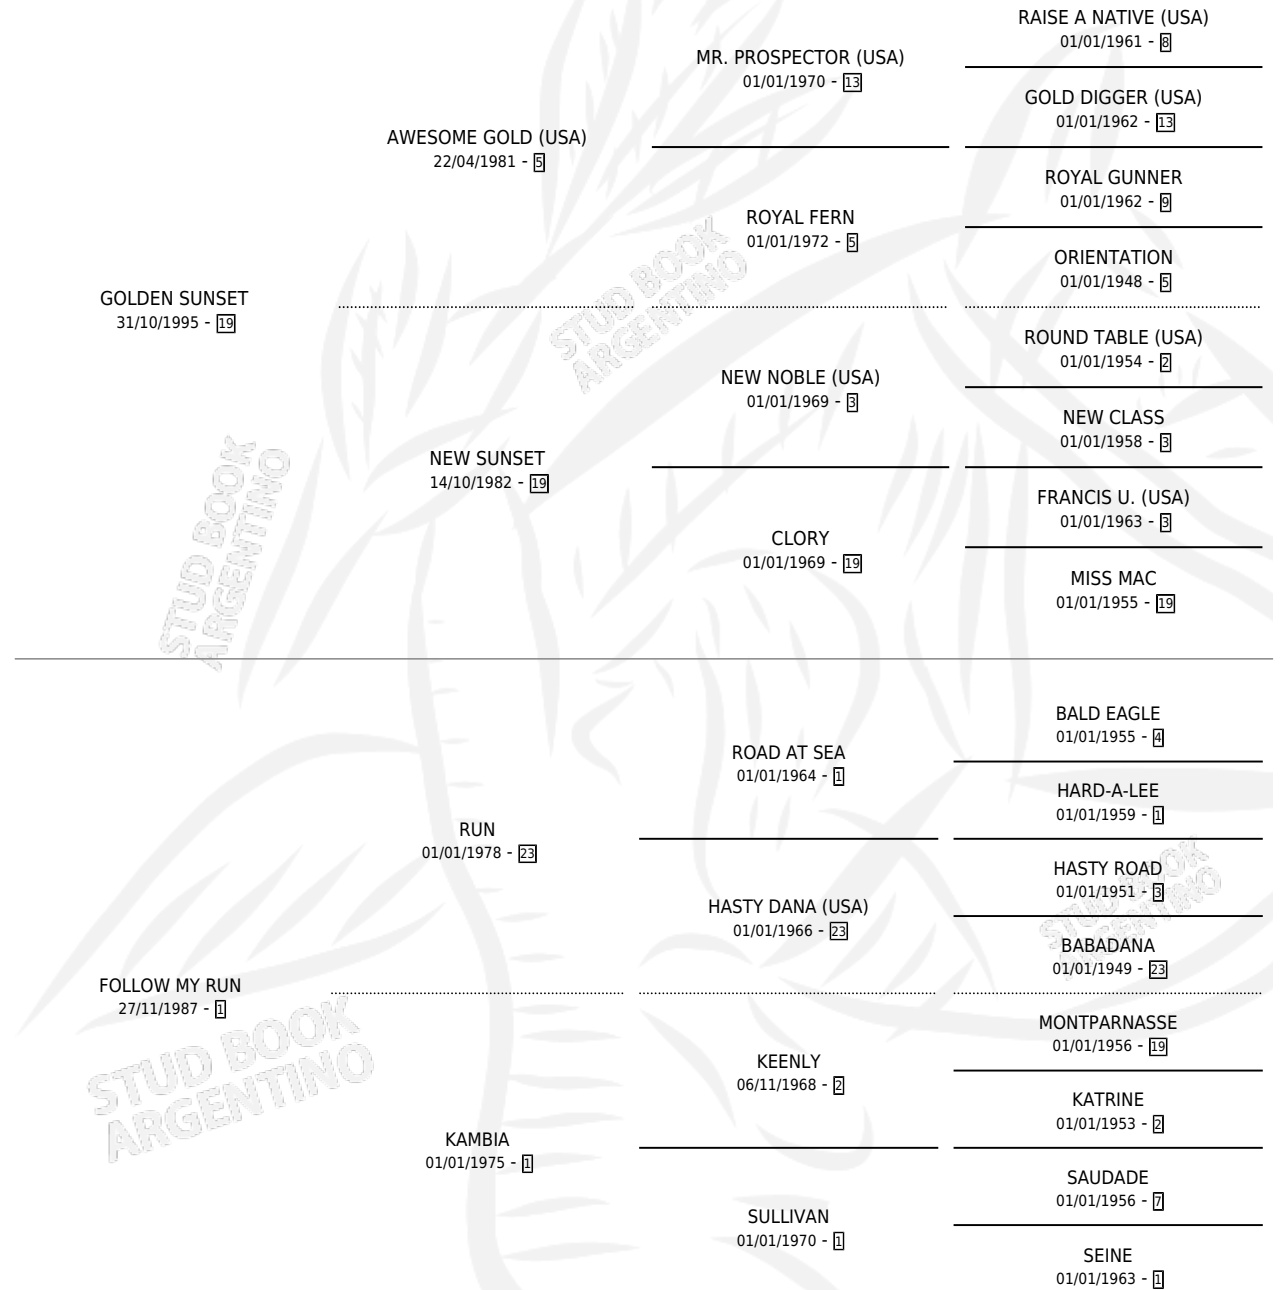 RAISE A NATIVE (USA)
01/01/1961 - 8
MR. PROSPECTOR (USA)
01/01/1970 - 13
GOLD DIGGER (USA)
01/01/1962 - 13
AWESOME GOLD (USA)
22/04/1981 - 5
ROYAL GUNNER
01/01/1962 - 9
ROYAL FERN
01/01/1972 - 5
ORIENTATION
01/01/1948 - 5
GOLDEN SUNSET
31/10/1995 - 19
ROUND TABLE (USA)
01/01/1954 - 2
NEW NOBLE (USA)
01/01/1969 - 3
NEW CLASS
01/01/1958 - 3
NEW SUNSET
14/10/1982 - 19
FRANCIS U. (USA)
01/01/1963 - 3
CLORY
01/01/1969 - 19
MISS MAC
01/01/1955 - 19
BALD EAGLE
01/01/1955 - 4
ROAD AT SEA
01/01/1964 - 1
HARD-A-LEE
01/01/1959 - 1
RUN
01/01/1978 - 23
HASTY ROAD
01/01/1951 - 3
HASTY DANA (USA)
01/01/1966 - 23
BABADANA
01/01/1949 - 23
FOLLOW MY RUN
27/11/1987 - 1
MONTPARNASSE
01/01/1956 - 19
KEENLY
06/11/1968 - 2
KATRINE
01/01/1953 - 2
KAMBIA
01/01/1975 - 1
SAUDADE
01/01/1956 - 7
SULLIVAN
01/01/1970 - 1
SEINE
01/01/1963 - 1
STUD BOOK
ARGENTINO
STUD BOOK
ARGENTINO
STUD BOOK
ARGENTINO
STUD BOOK
ARGENTINO